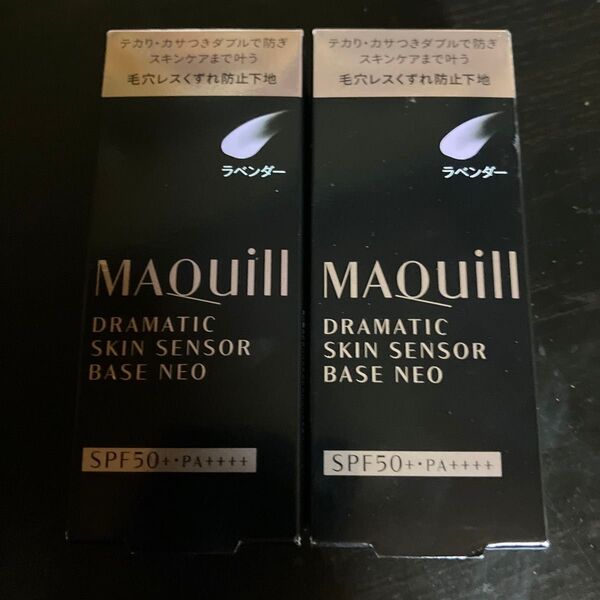 テカリ・カサつきダブルで防ぎ
スキンケアまで叶う
毛穴レスくずれ防止下地
ラベンダー
MAQuill
DRAMATIC
SKIN SENSOR
BASE NEO
SPF50+・PA++++
テカリ・カサつきダブルで防ぎ
スキンケアまで叶う
毛穴レスくずれ防止下地
ラベンダー
MAQuill
DRAMATIC
SKIN SENSOR
BASE NEO
SPF50+・PA++++